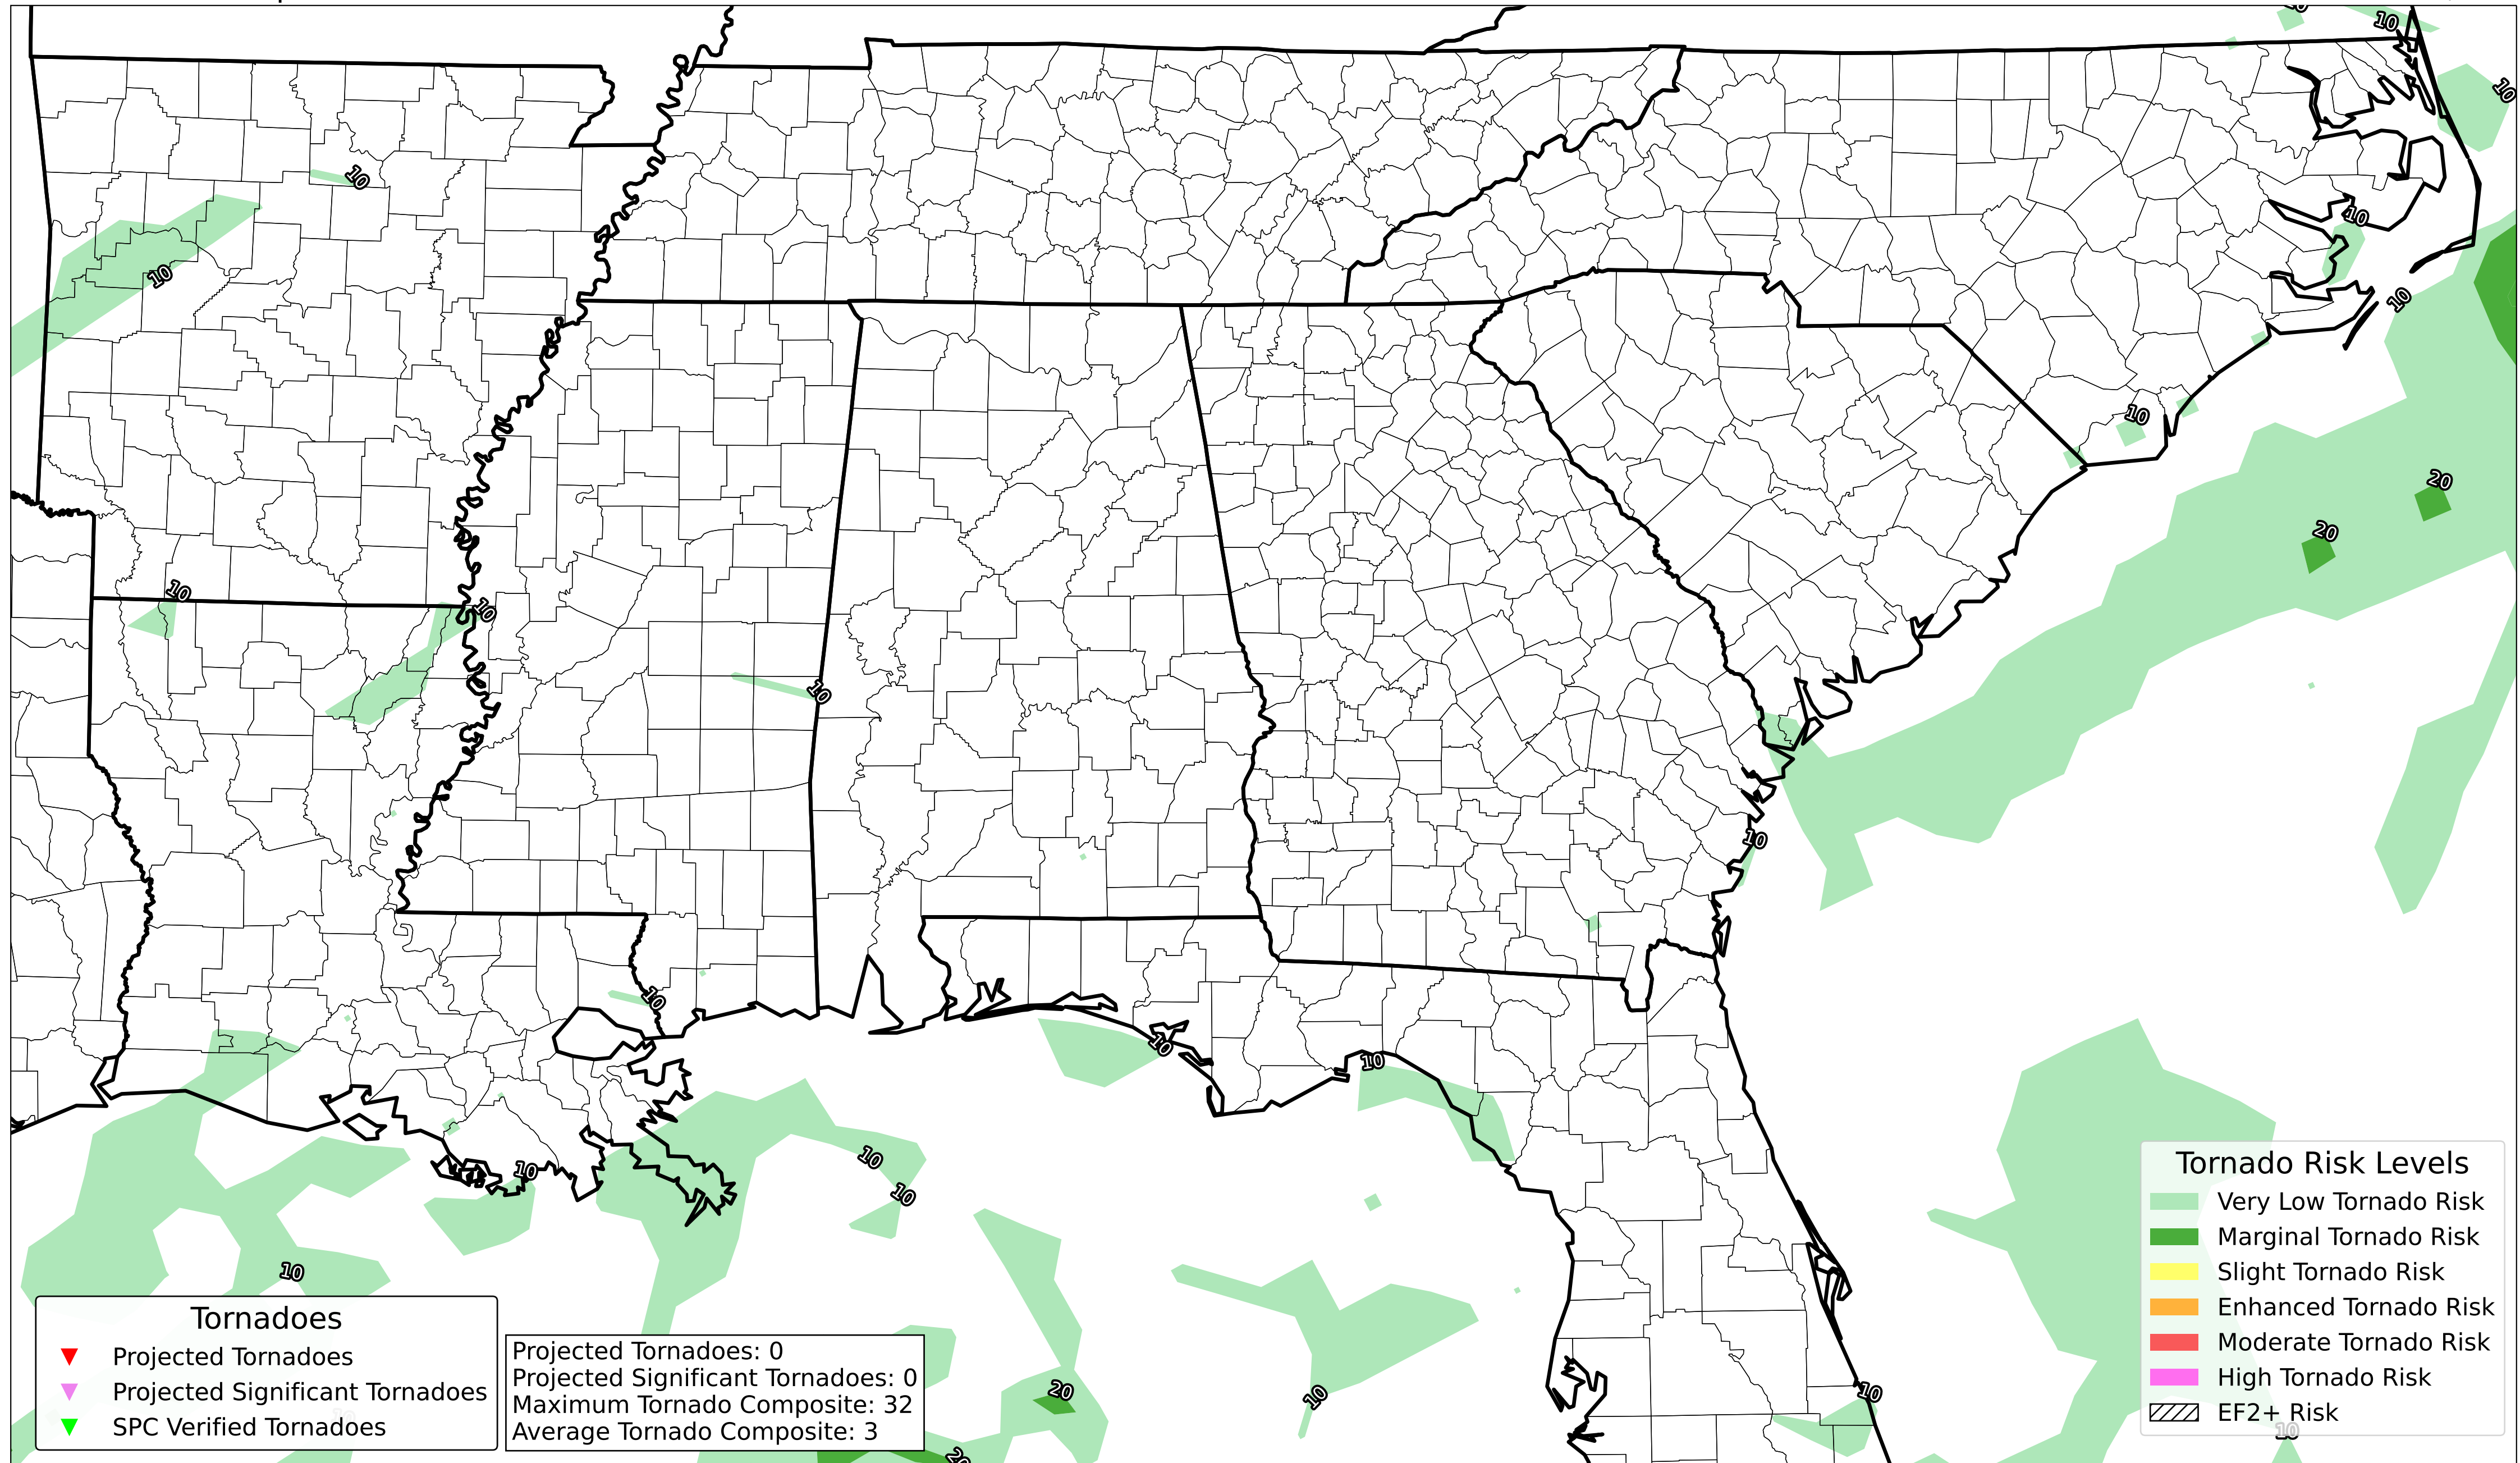 10
10
10
10
10
10
10
10
20
20
10
10
10
10
10
10
10
10
10
10
10
20
10
10
20
10
Tornado Risk Levels
Very Low Tornado Risk
Marginal Tornado Risk
Slight Tornado Risk
Enhanced Tornado Risk
Moderate Tornado Risk
High Tornado Risk
EF2+ Risk
Tornadoes
Projected Tornadoes
Projected Significant Tornadoes
SPC Verified Tornadoes
Projected Tornadoes: 0
Projected Significant Tornadoes: 0
Maximum Tornado Composite: 32
Average Tornado Composite: 3